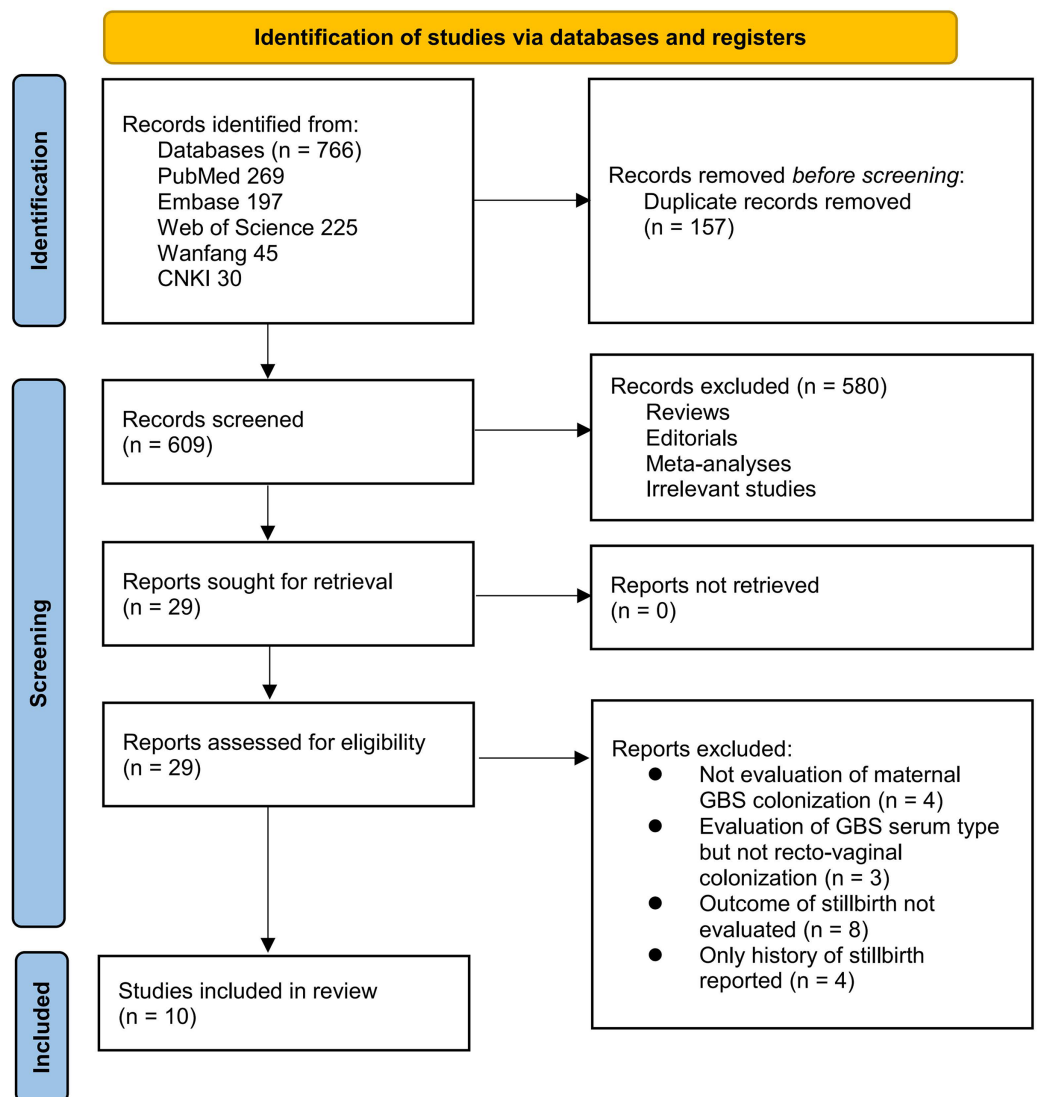 Identification of studies via databases and registers
Identification
Records identified from:
Databases (n = 766)
PubMed 269
Embase 197
Web of Science 225
Wanfang 45
CNKI 30
Records removed before screening:
Duplicate records removed
(n = 157)
Screening
Records screened
(n = 609)
Records excluded (n = 580)
Reviews
Editorials
Meta-analyses
Irrelevant studies
Reports sought for retrieval
(n = 29)
Reports not retrieved
(n = 0)
Reports assessed for eligibility
(n = 29)
Reports excluded:
● Not evaluation of maternal
GBS colonization (n = 4)
● Evaluation of GBS serum type
but not recto-vaginal
colonization (n = 3)
● Outcome of stillbirth not
evaluated (n = 8)
● Only history of stillbirth
reported (n = 4)
Included
Studies included in review
(n = 10)